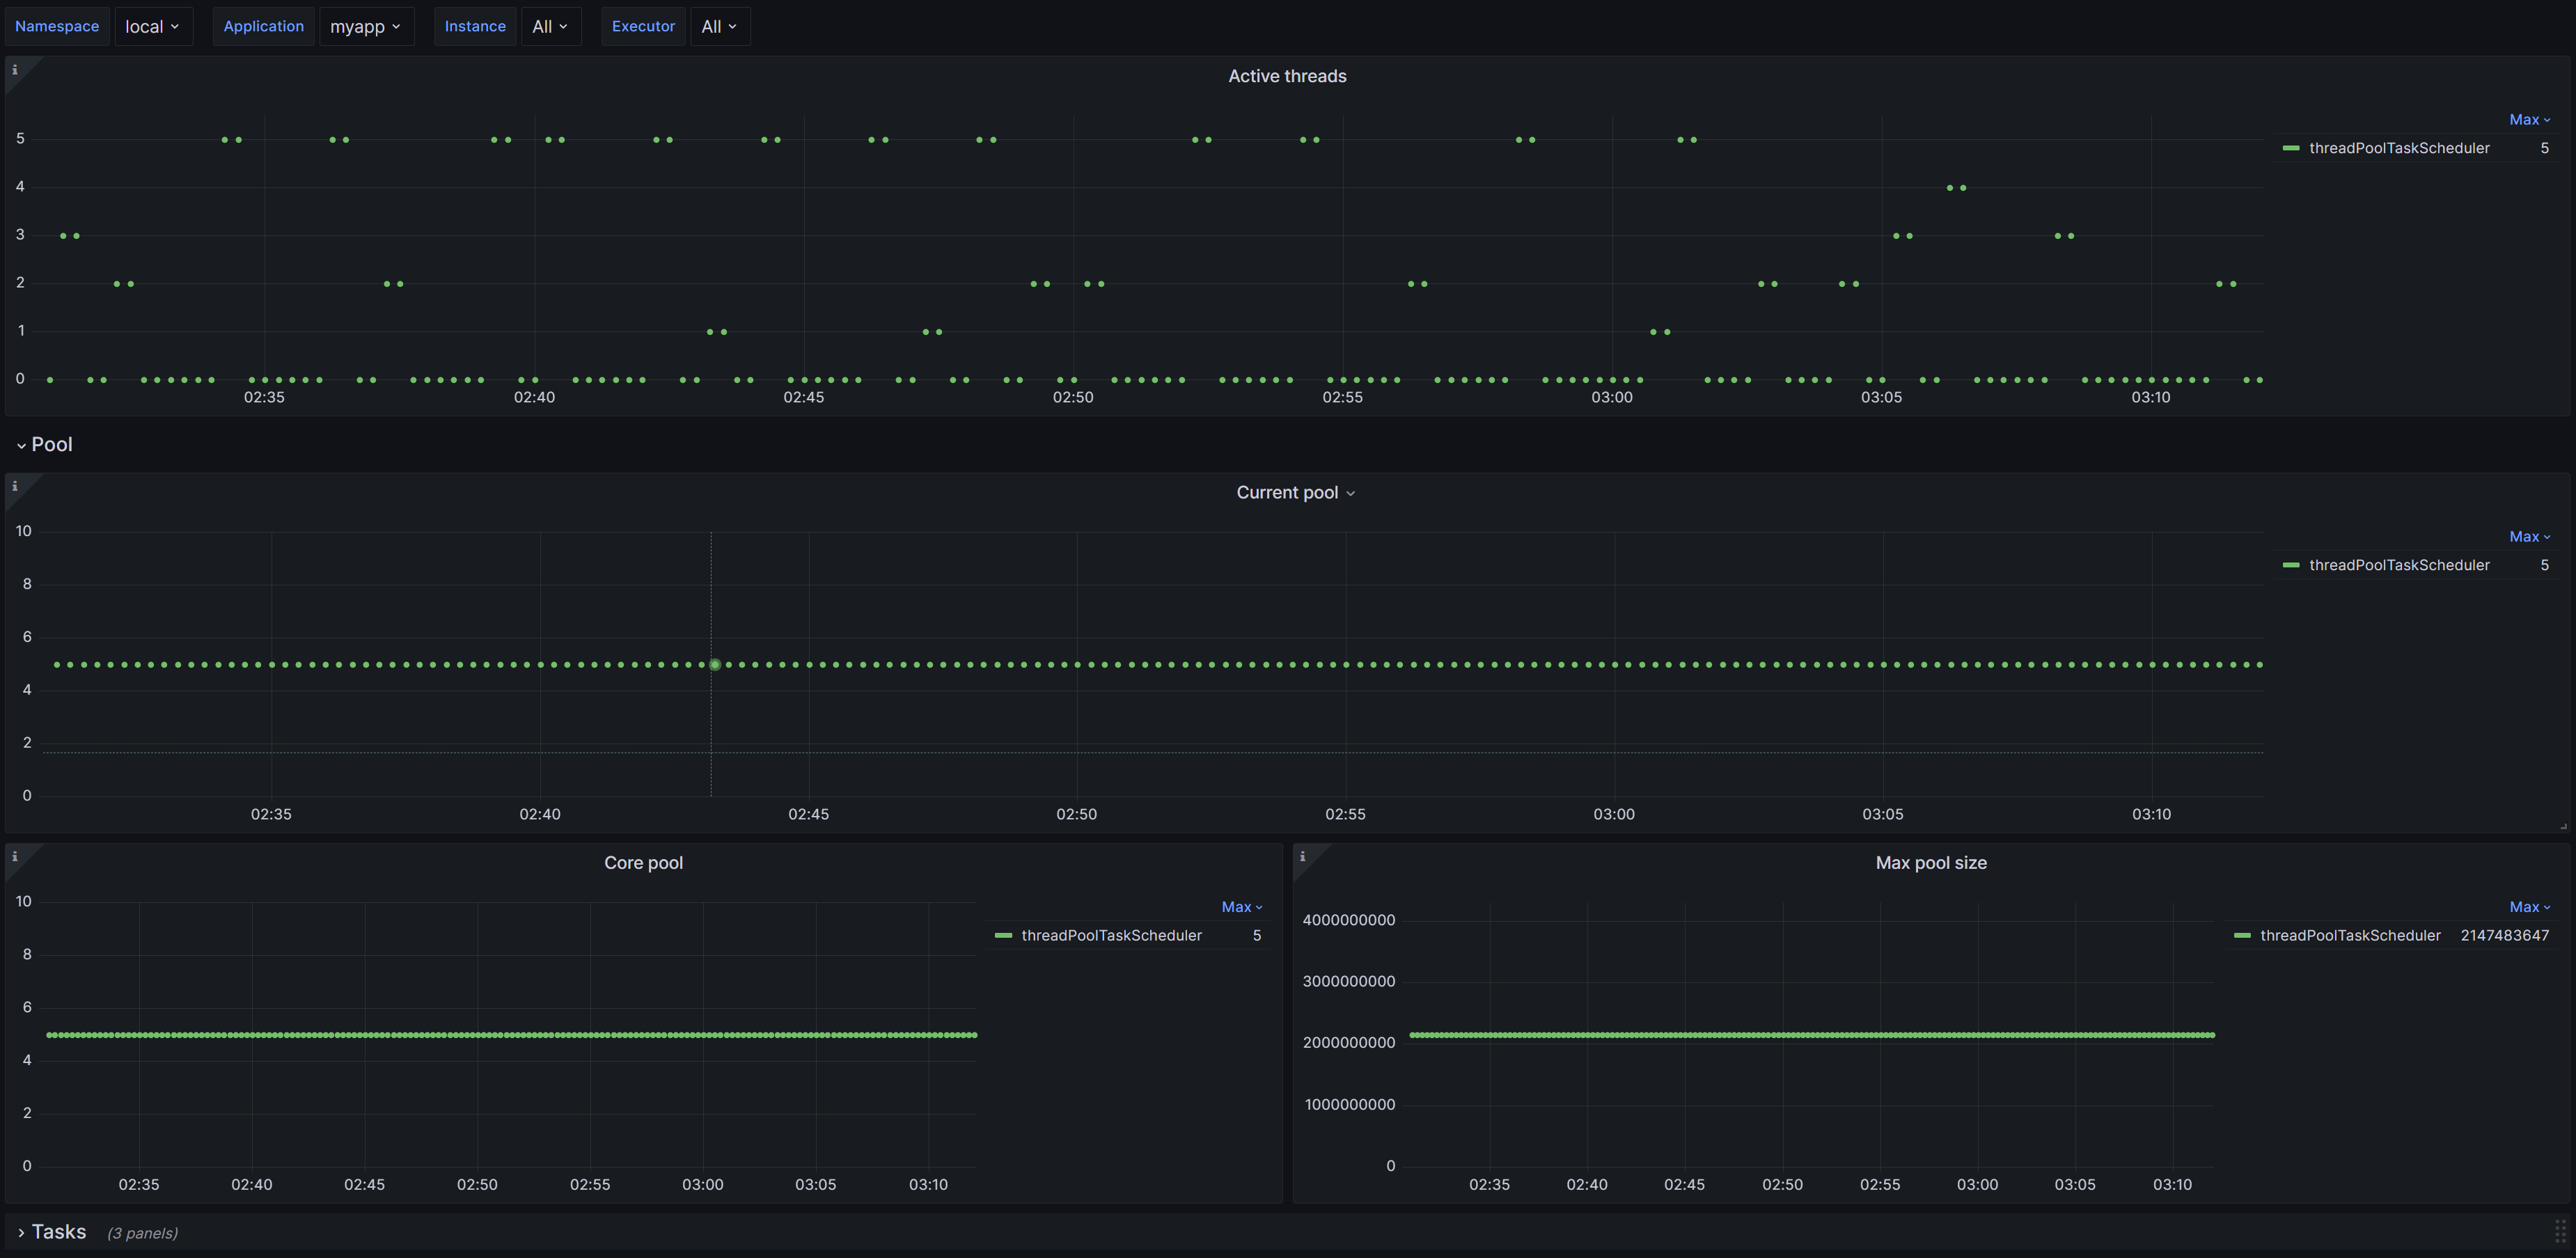 Namespace local Application myapp Instance All Executor All
Active threads
Max
threadPoolTaskScheduler 5
5
4
3
2
1
0
02:35 02:40 02:45 02:50 02:55 03:00 03:05 03:10
Pool
Current pool
Max
threadPoolTaskScheduler 5
10
8
6
4
2
0
02:35 02:40 02:45 02:50 02:55 03:00 03:05 03:10
Core pool
Max
threadPoolTaskScheduler 5
10
8
6
4
2
0
02:35 02:40 02:45 02:50 02:55 03:00 03:05 03:10
Max pool size
Max
threadPoolTaskScheduler 2147483647
4000000000
3000000000
2000000000
1000000000
0
02:35 02:40 02:45 02:50 02:55 03:00 03:05 03:10
Tasks (3 panels)